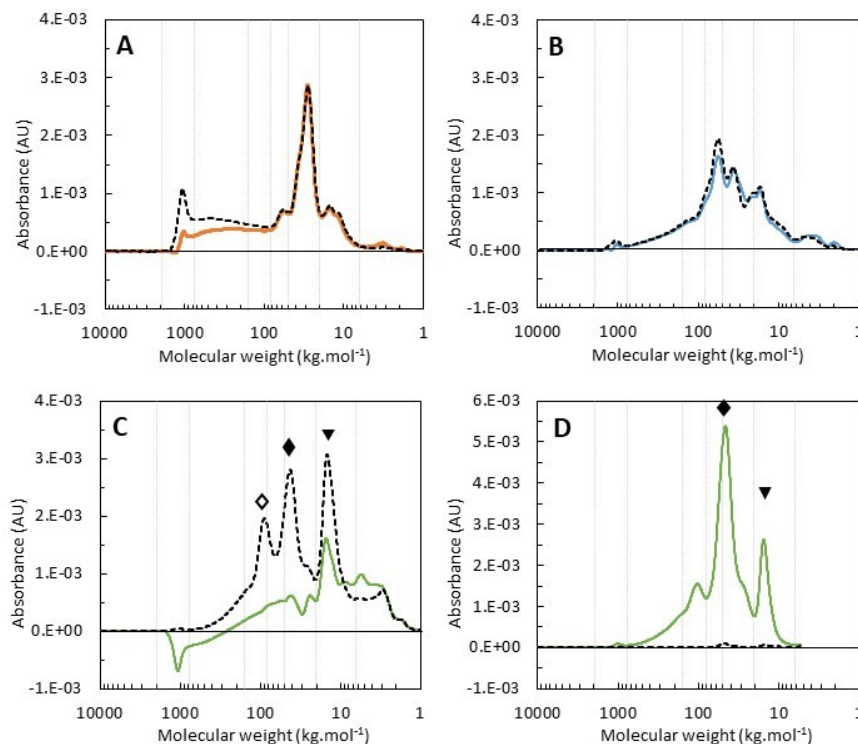 A
4.E-03
3.E-03
2.E-03
1.E-03
0.E+00
-1.E-03
Absorbance (AU)
10000 1000 100 10 1
Molecular weight (kg.mol-1)
B
4.E-03
3.E-03
2.E-03
1.E-03
0.E+00
-1.E-03
Absorbance (AU)
10000 1000 100 10 1
Molecular weight (kg.mol-1)
C
4.E-03
3.E-03
2.E-03
1.E-03
0.E+00
-1.E-03
Absorbance (AU)
10000 1000 100 10 1
Molecular weight (kg.mol-1)
D
6.E-03
5.E-03
4.E-03
3.E-03
2.E-03
1.E-03
0.E+00
-1.E-03
Absorbance (AU)
10000 1000 100 10 1
Molecular weight (kg.mol-1)